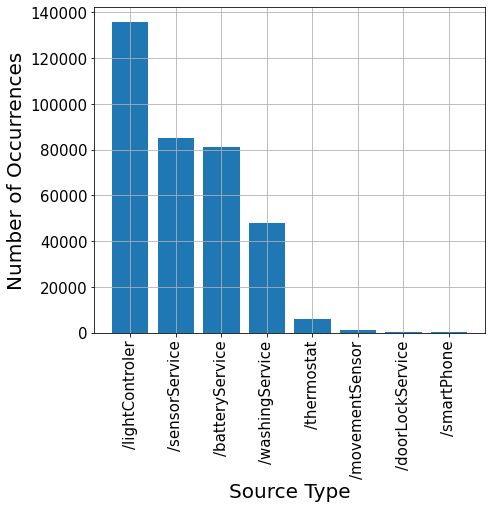 Number of Occurrences
140000
120000
100000
80000
60000
40000
20000
0
/lightControler
/sensorService
/batteryService
/washingService
/thermostat
/movementSensor
/doorLockService
/smartPhone
Source Type